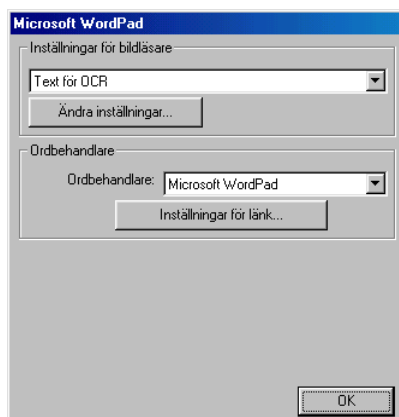 Microsoft WordPad
Inställningar för bildläsare
Text för OCR
Ändra inställningar...
Ordbehandlare
Ordbehandlare: Microsoft WordPad
Inställningar för länk...
OK